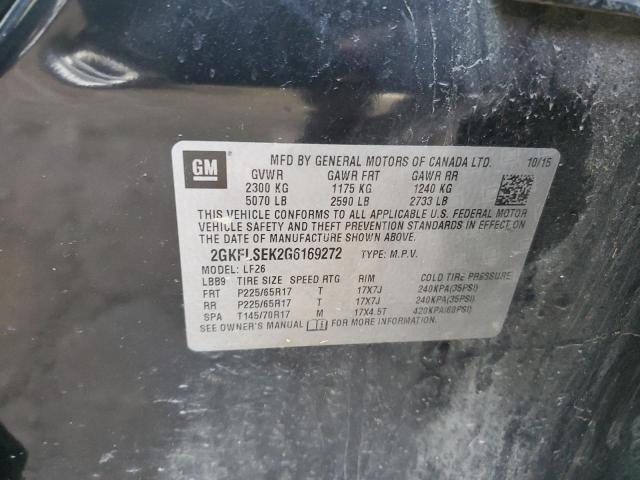 GM
MFD BY GENERAL MOTORS OF CANADA LTD. 10/15
GVWR GAWR FRT GAWR RR
2300 KG 1175 KG 1240 KG
5070 LB 2590 LB 2733 LB
THIS VEHICLE CONFORMS TO ALL APPLICABLE U.S. FEDERAL MOTOR
VEHICLE SAFETY AND THEFT PREVENTION STANDARDS IN EFFECT ON THE
DATE OF MANUFACTURE SHOWN ABOVE.
2GKFLSEK2G6169272 TYPE: M.P.V.
MODEL: LF26
LBB9 TIRE SIZE SPEED RTG RIM COLD TIRE PRESSURE
FRT P225/65R17 T 17X7J 240KPA(35PSI)
RR P225/65R17 T 17X7J 240KPA(35PSI)
SPA T145/70R17 M 17X4.5T 420KPA(60PSI)
SEE OWNER'S MANUAL FOR MORE INFORMATION.